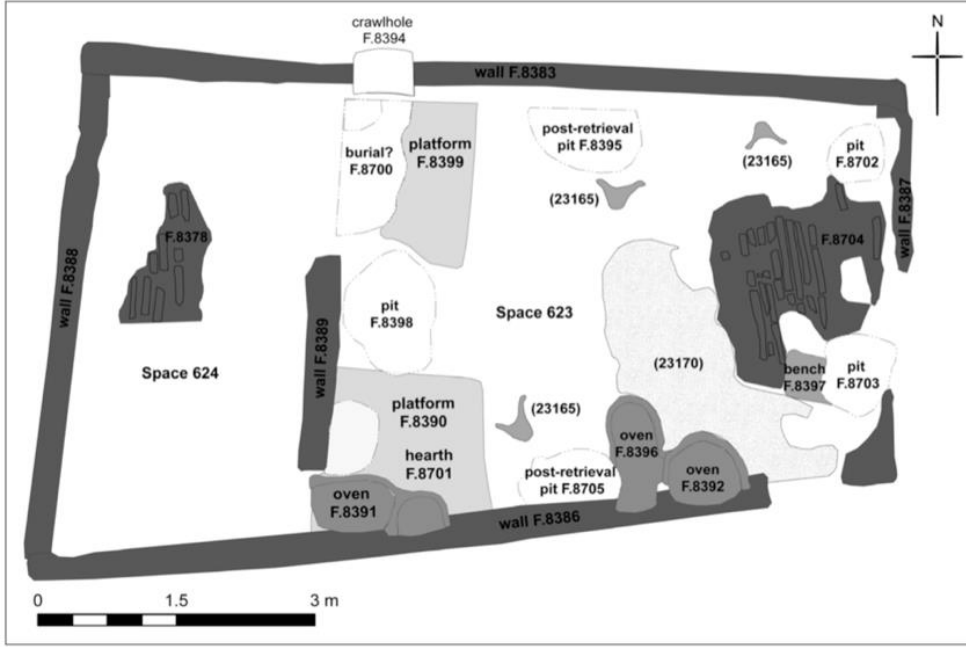 crawlhole
F.8394
N
wall F.8383
burial?
F.8700
platform
F.8399
post-retrieval
pit F.8395
(23165)
(23165)
pit
F.8702
wall F.8387
F.8378
F.8704
wall F.8388
wall F.8389
pit
F.8398
Space 623
(23170)
bench
F.8397
pit
F.8703
Space 624
platform
F.8390
(23165)
hearth
F.8701
oven
F.8396
oven
F.8392
oven
F.8391
post-retrieval
pit F.8705
wall F.8386
0 1.5 3 m